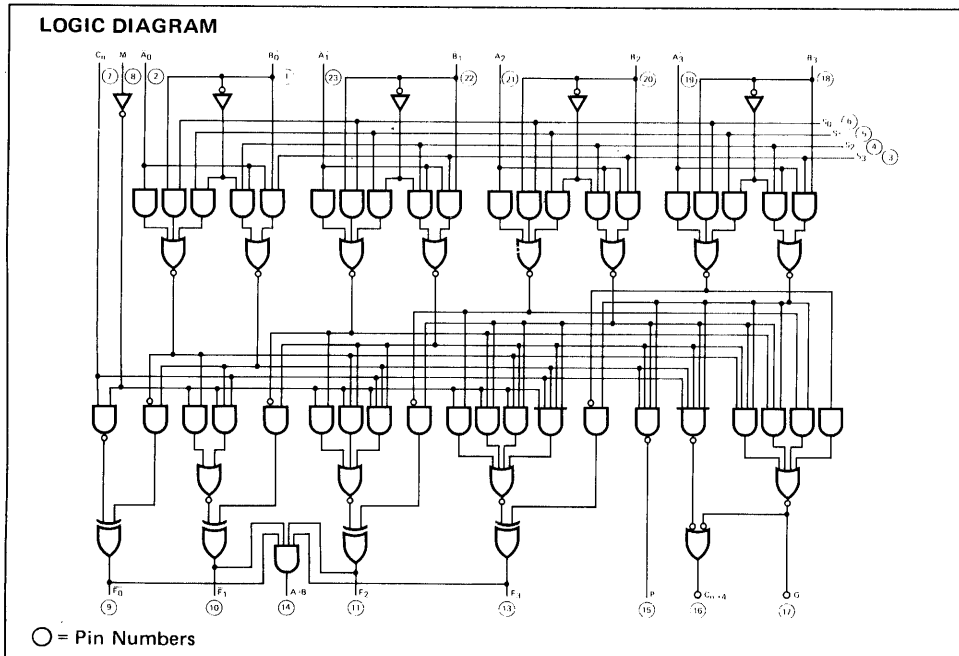 LOGIC DIAGRAM
Cn M A0 B0 A1 B1 A2 B2 A3 B3
7 8 2 1 23 22 21 20 19 18
S0 6
5
S2 4
S3 3
F0 F1 A=B F2 F3 P Cn+4 G
9 10 14 11 13 15 16 17
○ = Pin Numbers